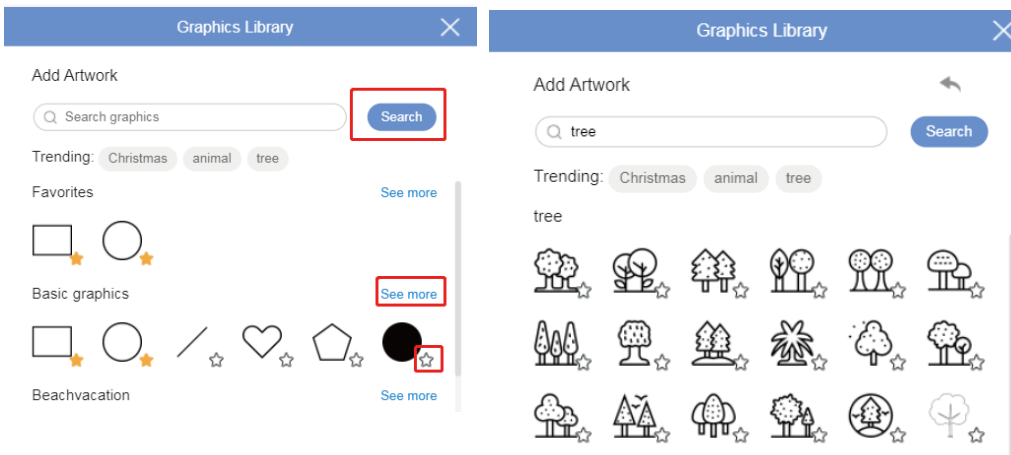 Graphics Library
Add Artwork
Search graphics
Search
Trending: Christmas animal tree
Favorites See more
Basic graphics See more
Beachvacation See more
Graphics Library
Add Artwork
tree
Search
Trending: Christmas animal tree
tree